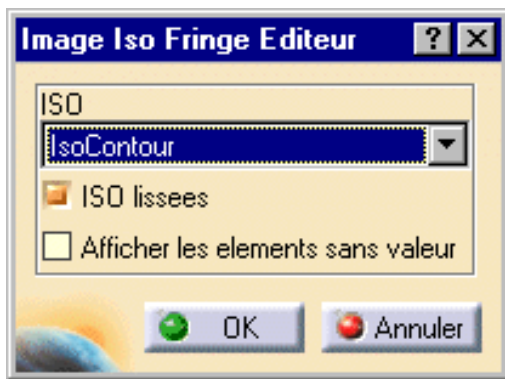 Image Iso Fringe Editeur ? X
ISO
IsoContour
ISO lissees
Afficher les elements sans valeur
OK Annuler